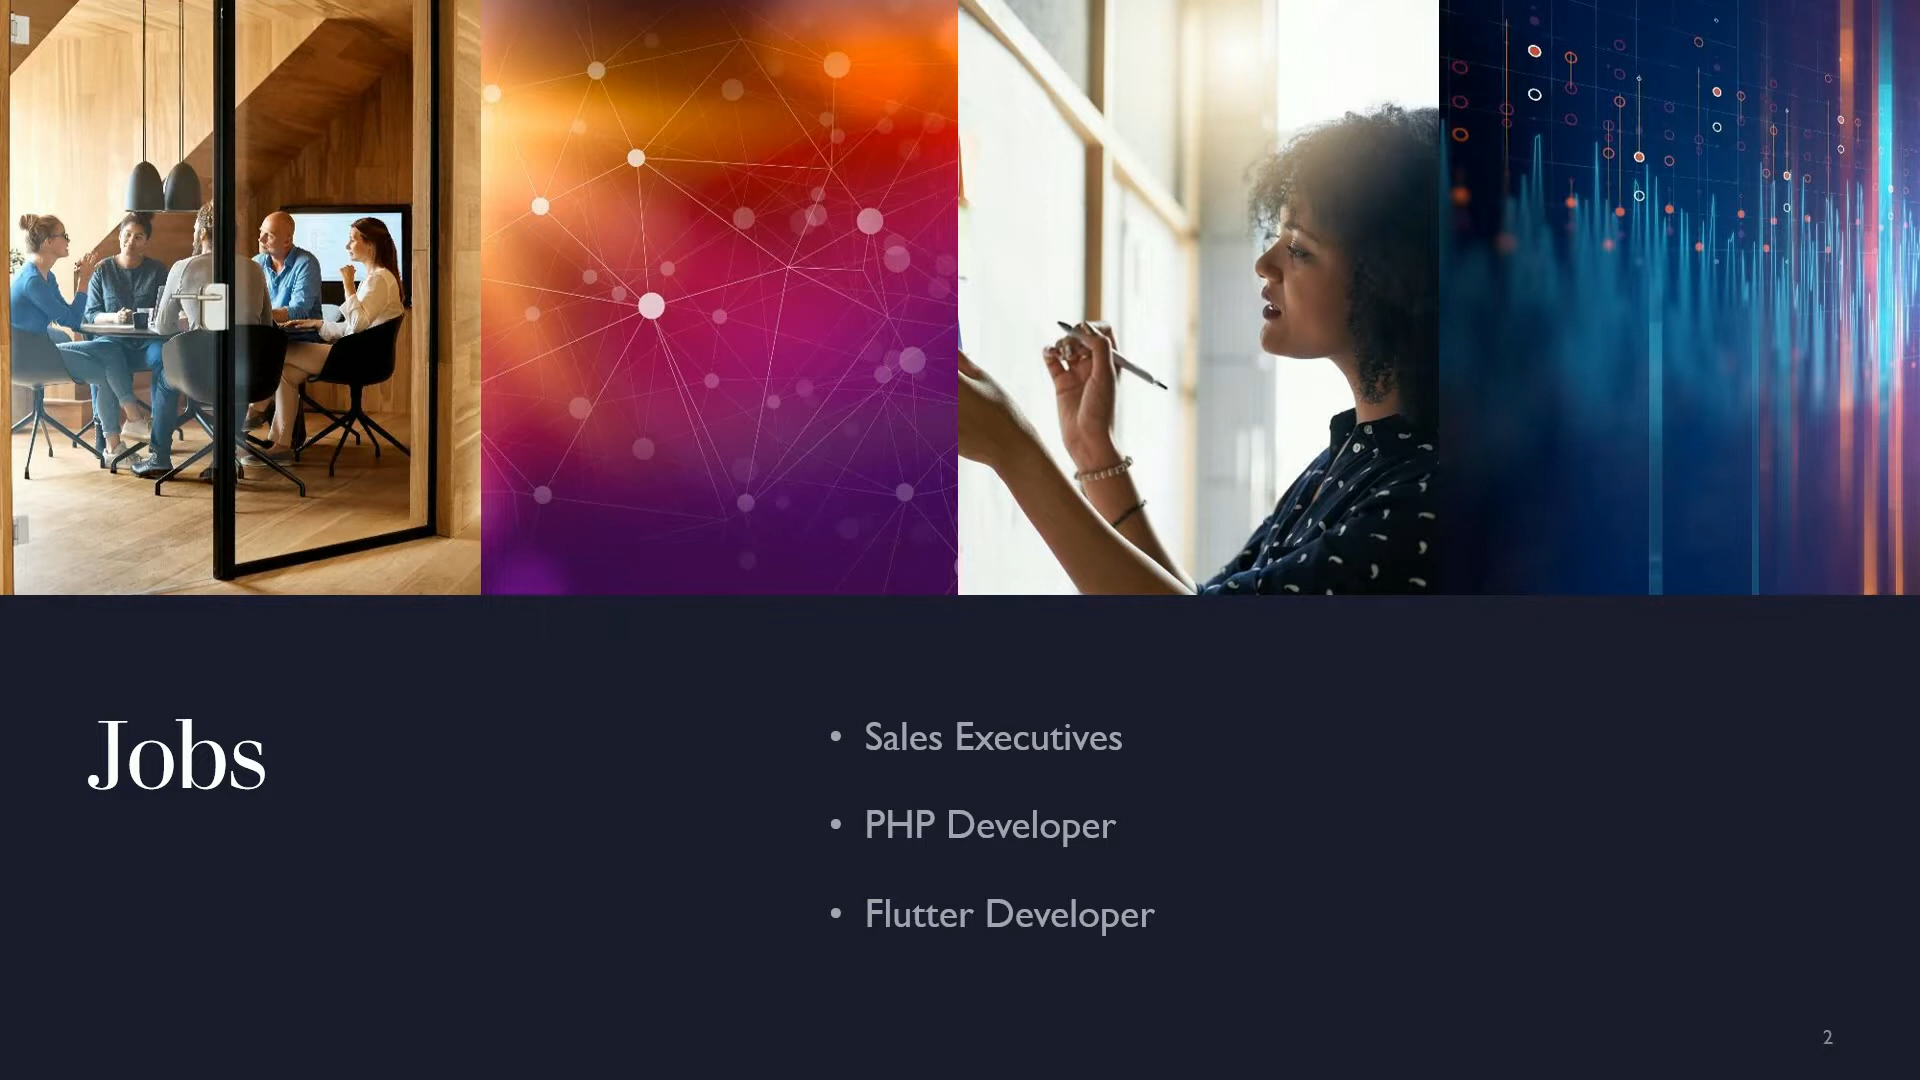 Jobs
• Sales Executives
• PHP Developer
• Flutter Developer
2